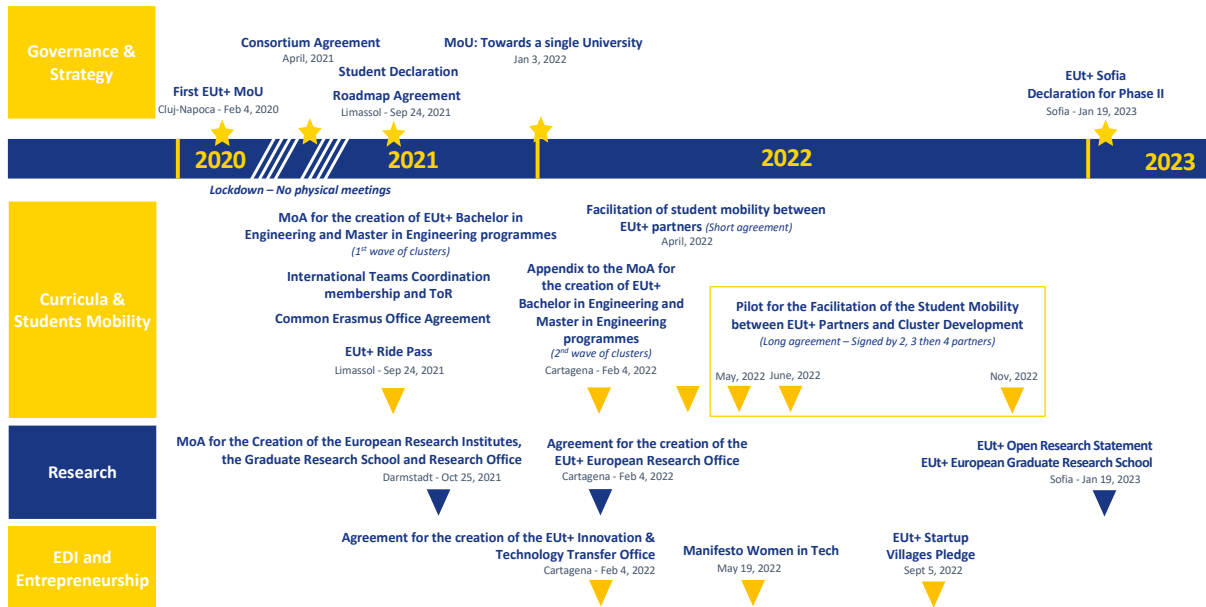 Governance &
Strategy
First EUt+ MoU
Cluj-Napoca - Feb 4, 2020
Consortium Agreement
April, 2021
Student Declaration
Roadmap Agreement
Limassol - Sep 24, 2021
MoU: Towards a single University
Jan 3, 2022
EUt+ Sofia
Declaration for Phase II
Sofia - Jan 19, 2023
2020
2021
2022
2023
Lockdown – No physical meetings
Curricula &
Students Mobility
MoA for the creation of EUt+ Bachelor in
Engineering and Master in Engineering programmes
(1st wave of clusters)
International Teams Coordination
membership and ToR
Common Erasmus Office Agreement
EUt+ Ride Pass
Limassol - Sep 24, 2021
Facilitation of student mobility between
EUt+ partners (Short agreement)
April, 2022
Appendix to the MoA for
the creation of EUt+
Bachelor in Engineering and
Master in Engineering
programmes
(2nd wave of clusters)
Cartagena - Feb 4, 2022
Pilot for the Facilitation of the Student Mobility
between EUt+ Partners and Cluster Development
(Long agreement – Signed by 2, 3 then 4 partners)
May, 2022
June, 2022
Nov, 2022
Research
MoA for the Creation of the European Research Institutes,
the Graduate Research School and Research Office
Darmstadt - Oct 25, 2021
Agreement for the creation of the
EUt+ European Research Office
Cartagena - Feb 4, 2022
EUt+ Open Research Statement
EUt+ European Graduate Research School
Sofia - Jan 19, 2023
EDI and
Entrepreneurship
Agreement for the creation of the EUt+ Innovation &
Technology Transfer Office
Cartagena - Feb 4, 2022
Manifesto Women in Tech
May 19, 2022
EUt+ Startup
Villages Pledge
Sept 5, 2022